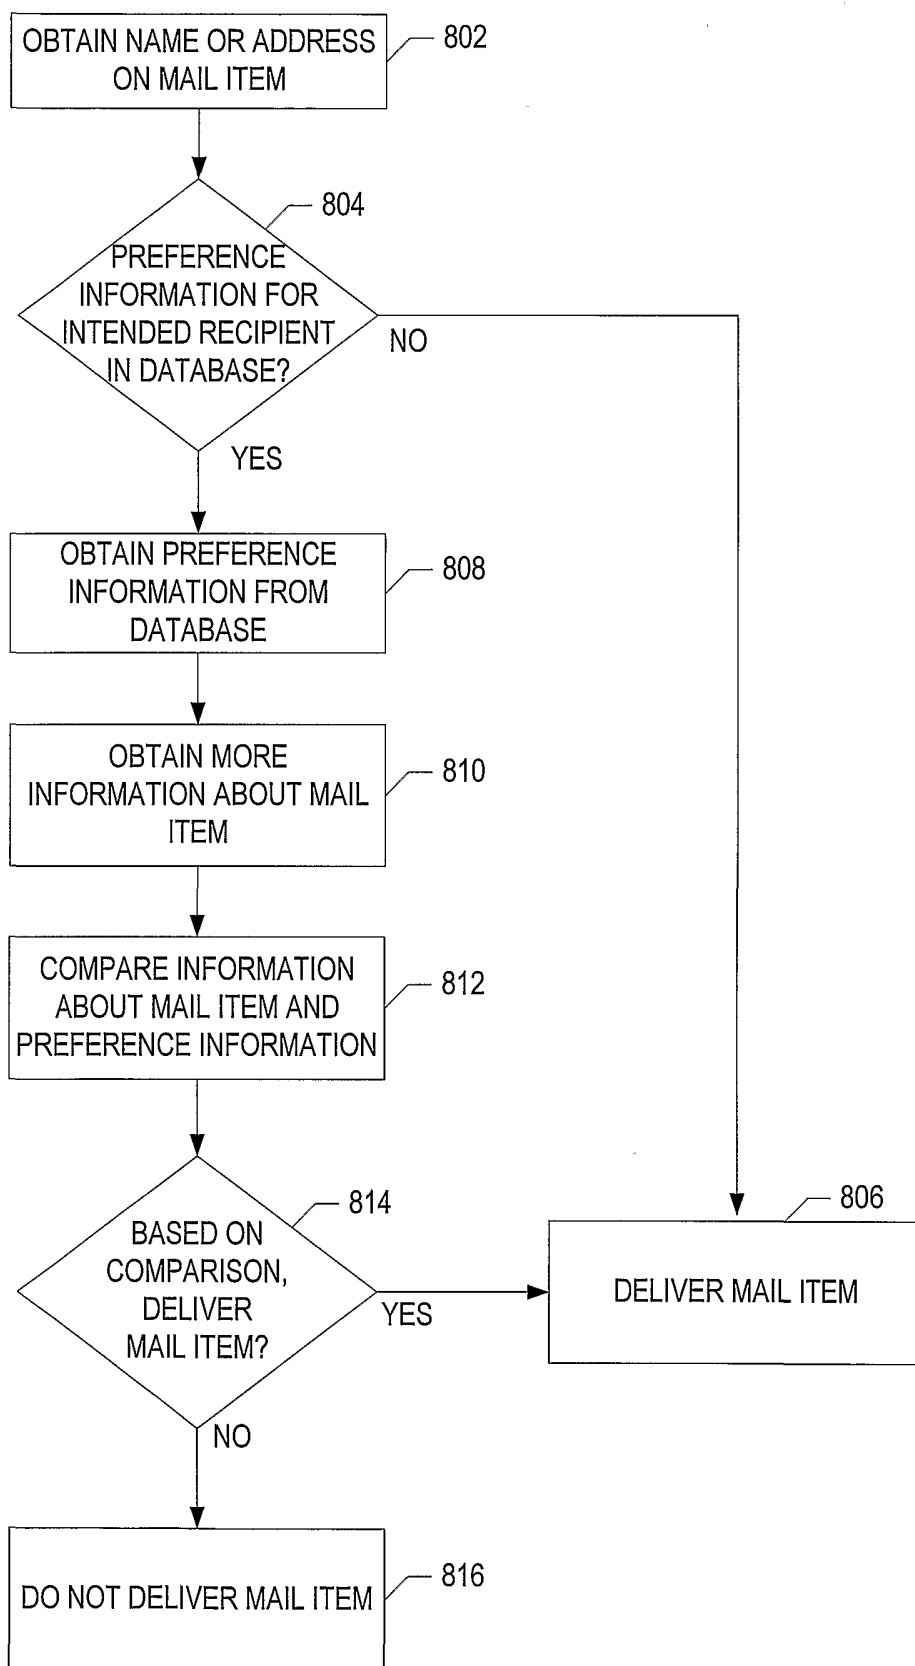 OBTAIN NAME OR ADDRESS
ON MAIL ITEM
802
804
PREFERENCE
INFORMATION FOR
INTENDED RECIPIENT
IN DATABASE?
NO
YES
OBTAIN PREFERENCE
INFORMATION FROM
DATABASE
808
OBTAIN MORE
INFORMATION ABOUT MAIL
ITEM
810
COMPARE INFORMATION
ABOUT MAIL ITEM AND
PREFERENCE INFORMATION
812
814
BASED ON
COMPARISON,
DELIVER
MAIL ITEM?
YES
NO
806
DELIVER MAIL ITEM
DO NOT DELIVER MAIL ITEM
816